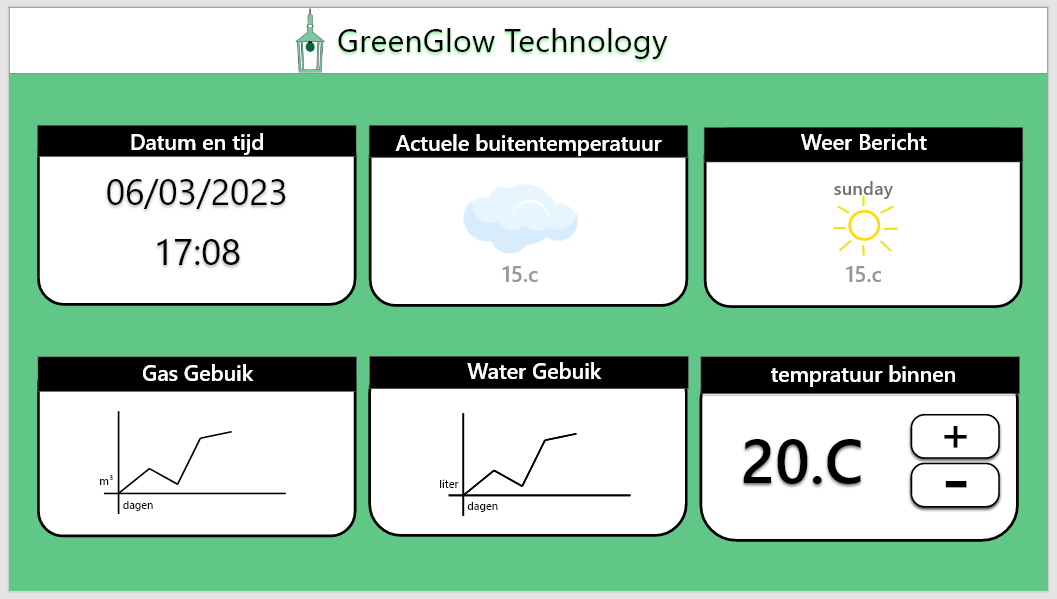 GreenGlow Technology
Datum en tijd
06/03/2023
17:08
Actuele buitentemperatuur
15.c
Weer Bericht
sunday
15.c
Gas Gebuik
m³
dagen
Water Gebuik
liter
dagen
tempratuur binnen
20.C
+
-